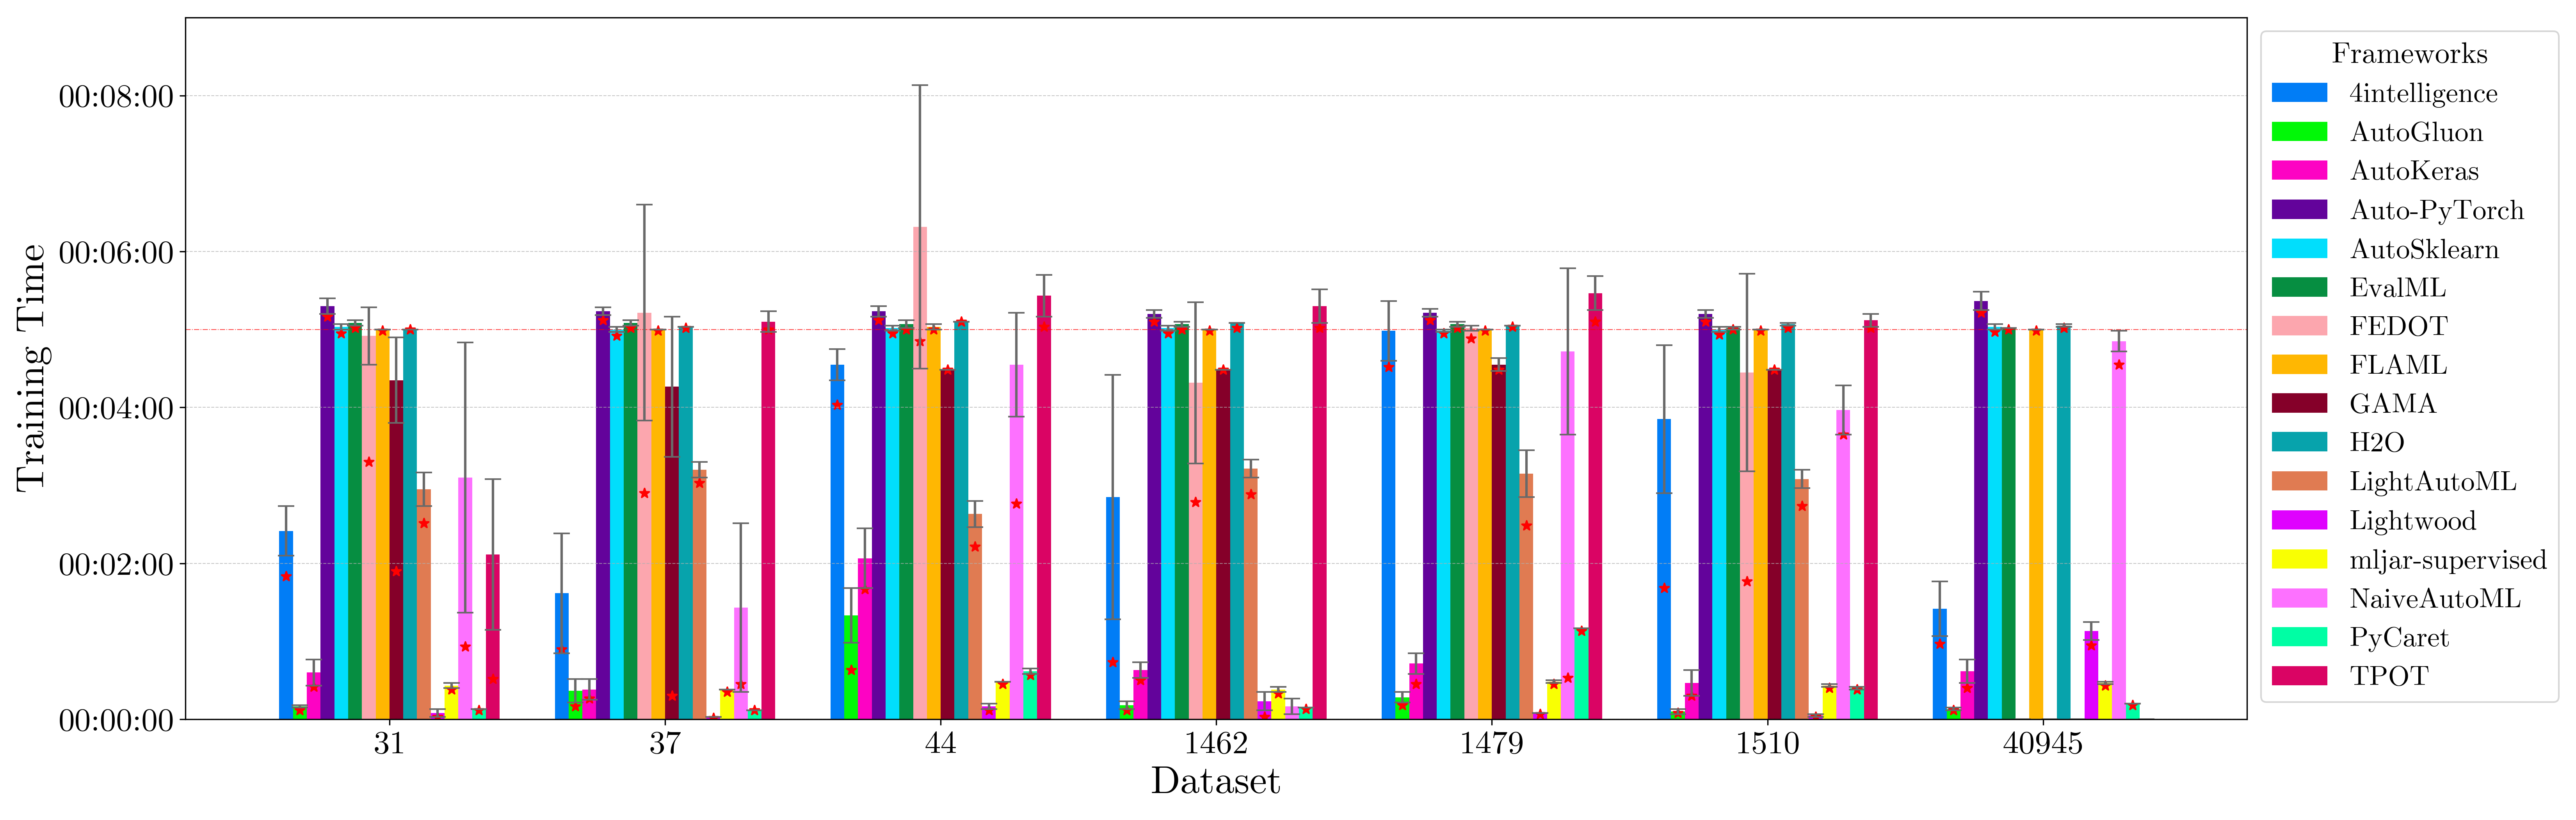 Training Time
00:08:00
00:06:00
00:04:00
00:02:00
00:00:00
31
37
44
1462
1479
1510
40945
Dataset
Frameworks
4intelligence
AutoGluon
AutoKeras
Auto-PyTorch
AutoSklearn
EvalML
FEDOT
FLAML
GAMA
H2O
LightAutoML
Lightwood
mljar-supervised
NaiveAutoML
PyCaret
TPOT